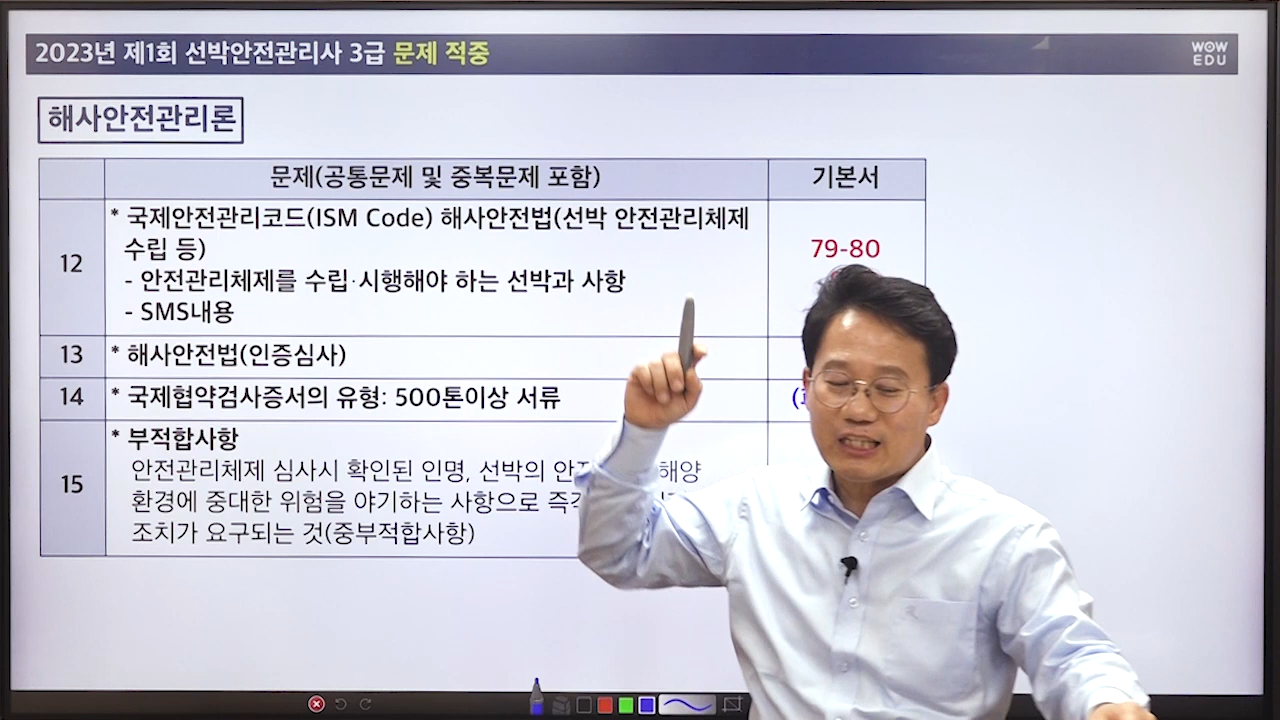 2023년 제1회 선박안전관리사 3급 문제 적중
WOW
EDU
해사안전관리론
문제(공통문제 및 중복문제 포함)
기본서
12
* 국제안전관리코드(ISM Code) 해사안전법(선박 안전관리체제
수립 등)
- 안전관리체제를 수립·시행해야 하는 선박과 사항
- SMS내용
79-80
13
* 해사안전법(인증심사)
14
* 국제협약검사증서의 유형: 500톤이상 서류
15
* 부적합사항
안전관리체제 심사시 확인된 인명, 선박의 해양
환경에 중대한 위험을 야기하는 사항으로
조치가 요구되는 것(중부적합사항)